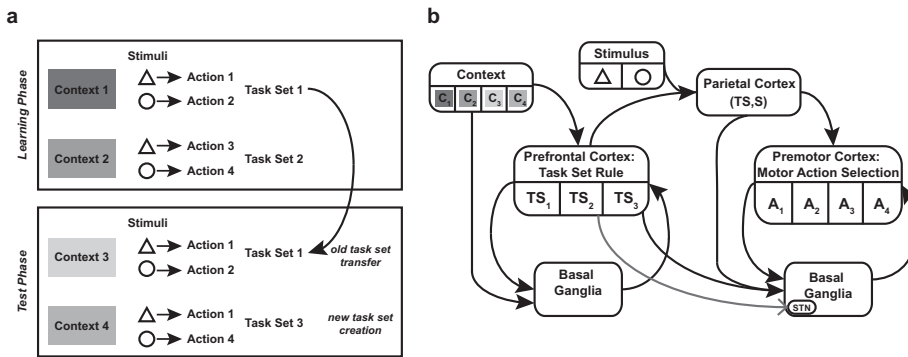 a
Learning Phase
Stimuli
Context 1
Action 1
Action 2
Task Set 1
Context 2
Action 3
Action 4
Task Set 2
Test Phase
Stimuli
Context 3
Action 1
Action 2
Task Set 1
old task set
transfer
Context 4
Action 1
Action 4
Task Set 3
new task set
creation
b
Context
C1 C2 C3 C4
Stimulus
Parietal Cortex
(TS,S)
Prefrontal Cortex:
Task Set Rule
TS1 TS2 TS3
Premotor Cortex:
Motor Action Selection
A1 A2 A3 A4
Basal
Ganglia
Basal
Ganglia
STN